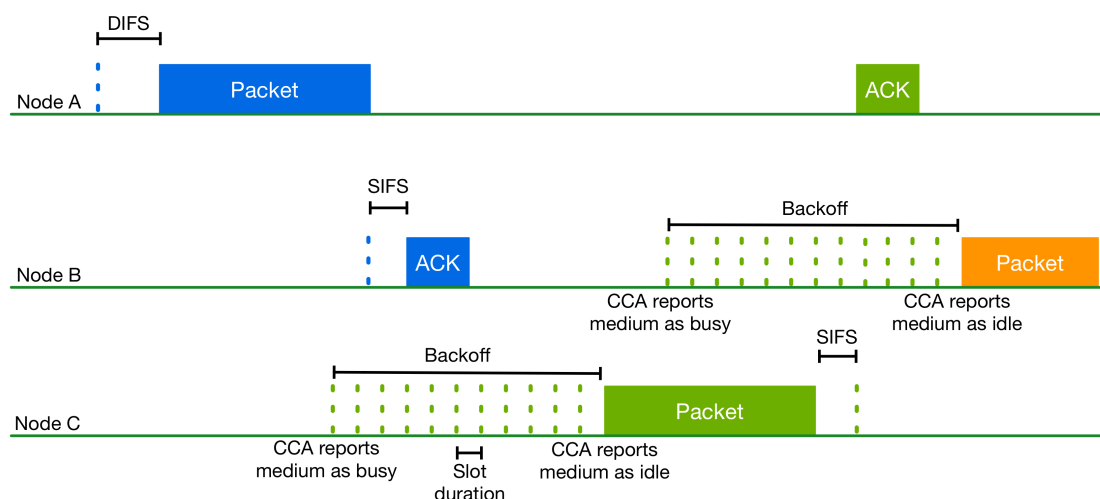 DIFS
Packet
ACK
Node A
SIFS
Backoff
ACK
Packet
Node B
CCA reports
medium as busy
CCA reports
medium as idle
SIFS
Backoff
Packet
Node C
CCA reports
medium as busy
Slot
duration
CCA reports
medium as idle